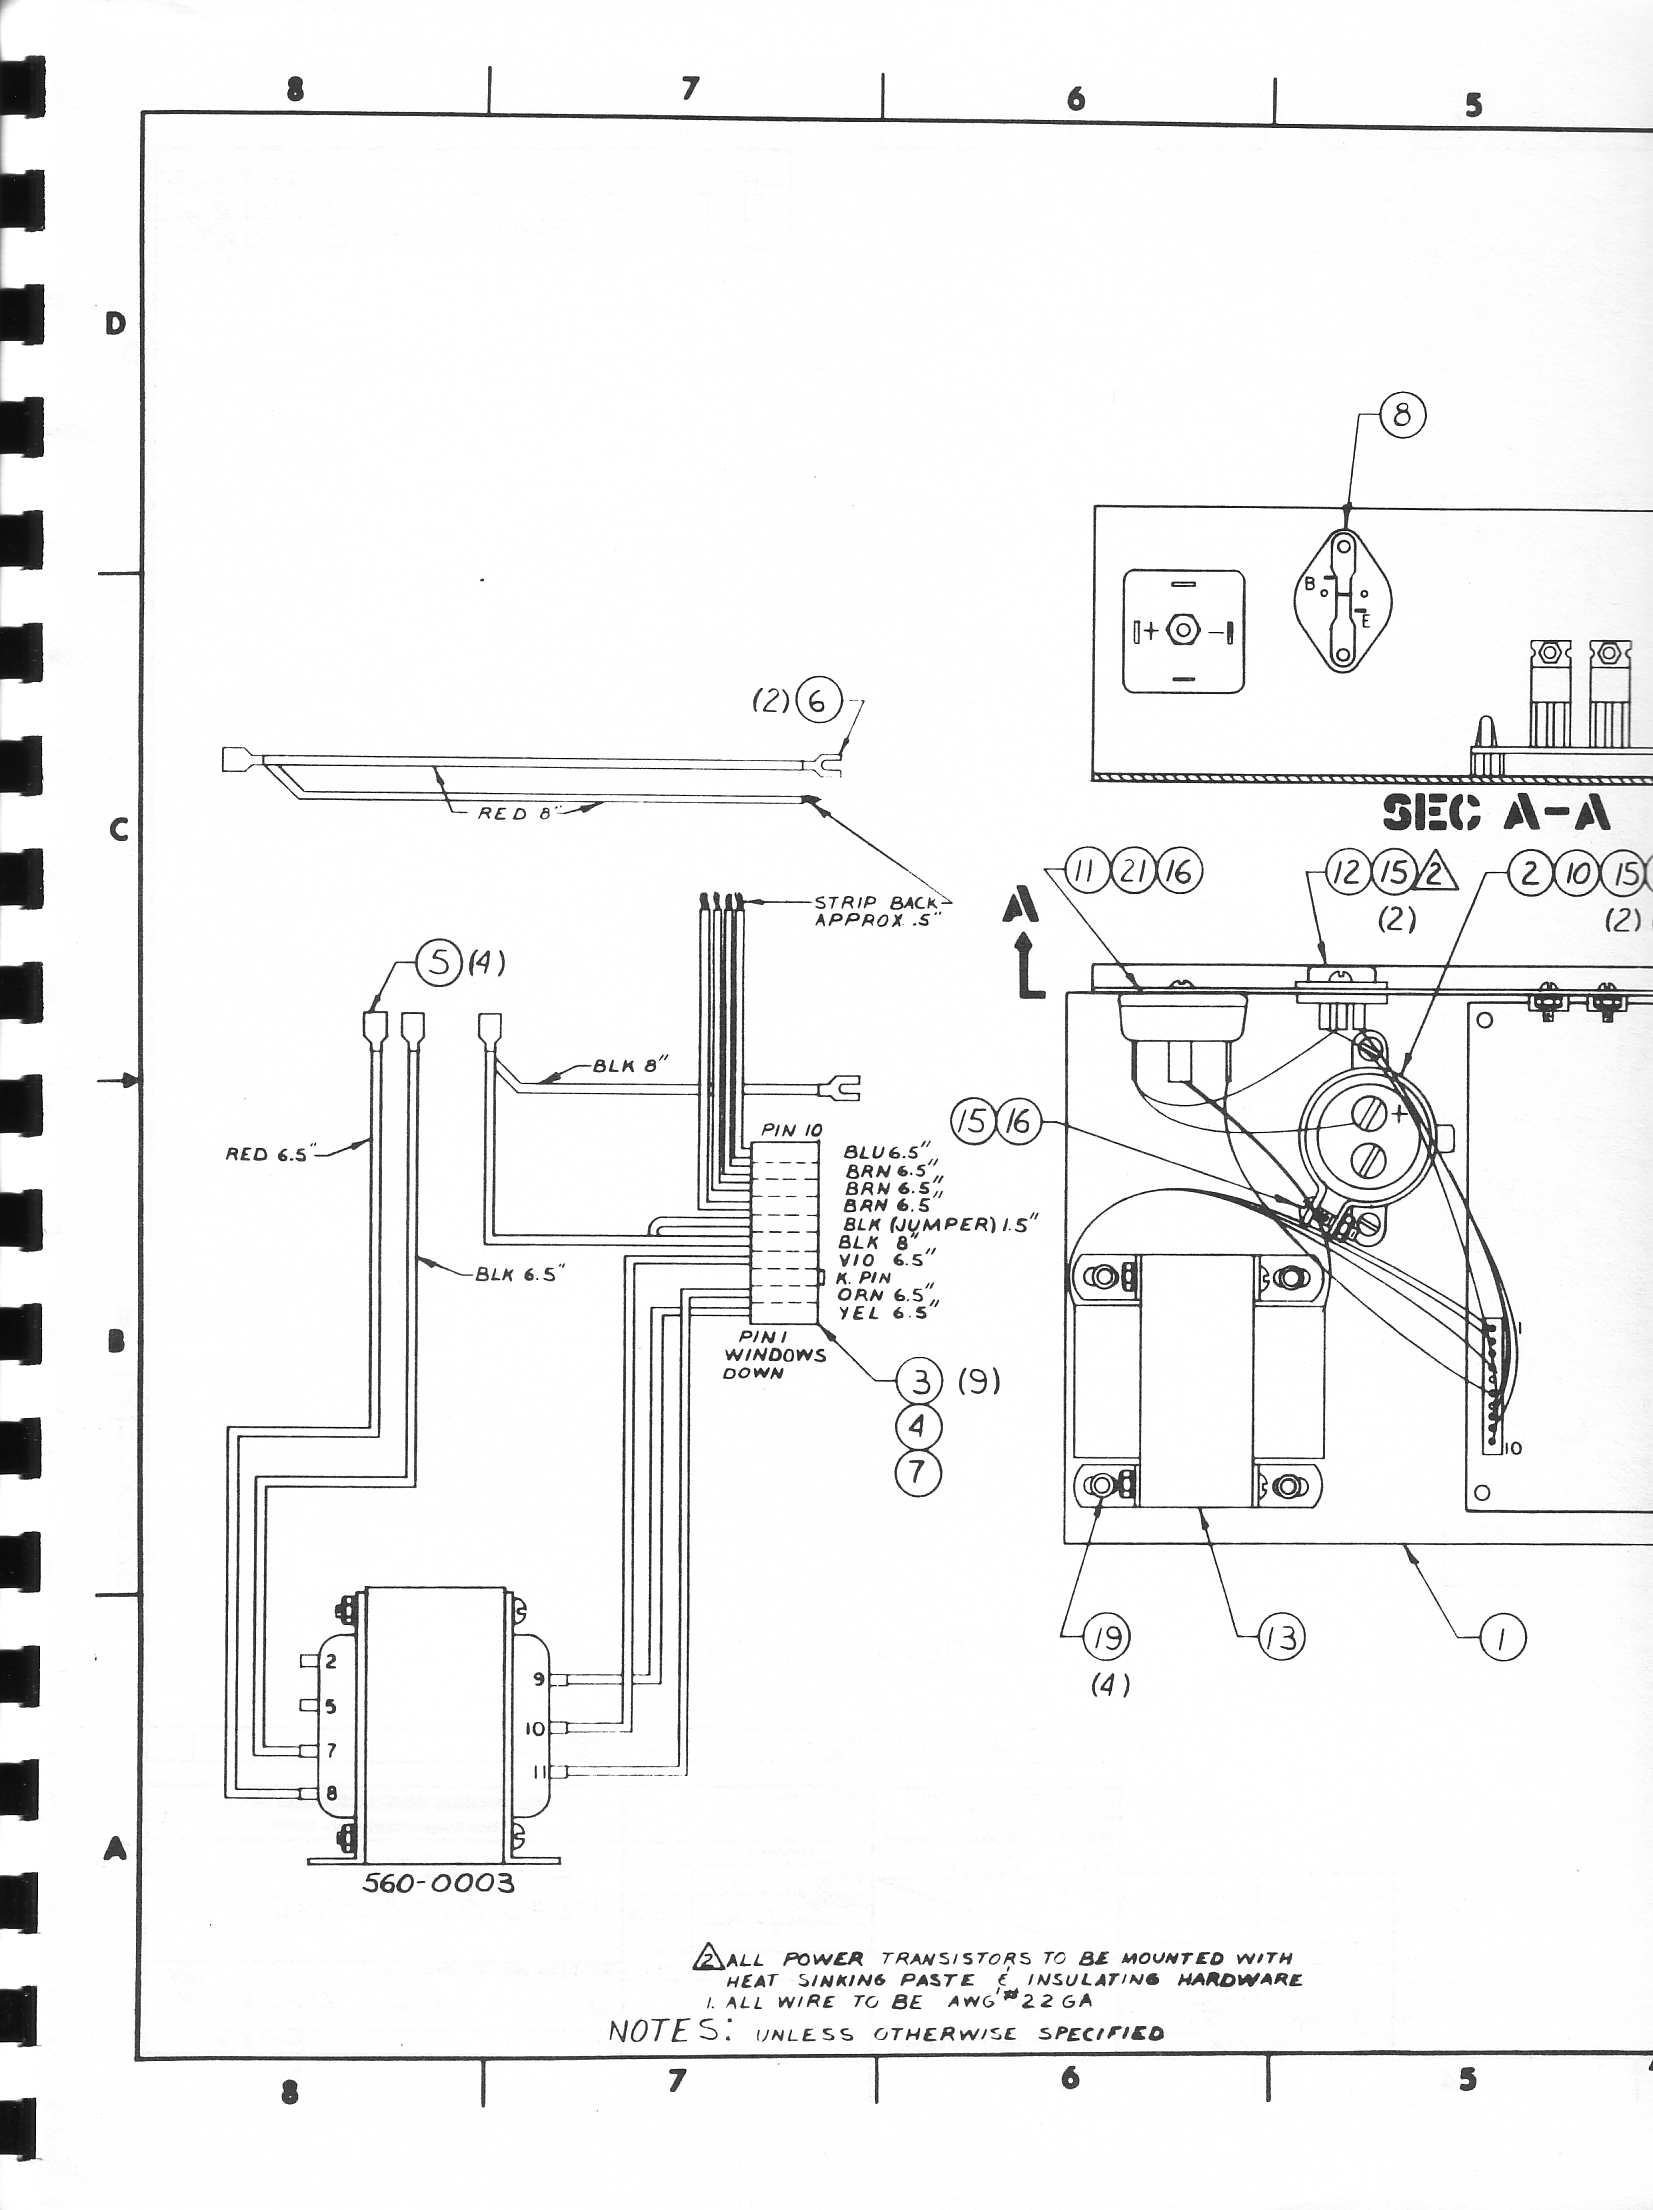 8 7 6 5
D
8
B
E
+ -
(2) 6
RED 8"
C
SEC A-A
11 21 16
12 15 2
(2)
2 10 15
(2)
A
STRIP BACK
APPROX .5"
5 (4)
BLK 8"
15 16
+
PIN 10
RED 6.5"
BLU 6.5"
BRN 6.5"
BRN 6.5"
BRN 6.5
BLK (JUMPER) 1.5"
BLK 8"
VIO 6.5"
K. PIN
ORN 6.5"
YEL 6.5"
BLK 6.5"
B
PIN 1
WINDOWS
DOWN
3 (9)
4
7
1
10
19
(4)
13
1
2
5
7
8
9
10
11
A
560-0003
2 ALL POWER TRANSISTORS TO BE MOUNTED WITH
HEAT SINKING PASTE & INSULATING HARDWARE
1. ALL WIRE TO BE AWG #22 GA
NOTES: UNLESS OTHERWISE SPECIFIED
8 7 6 5